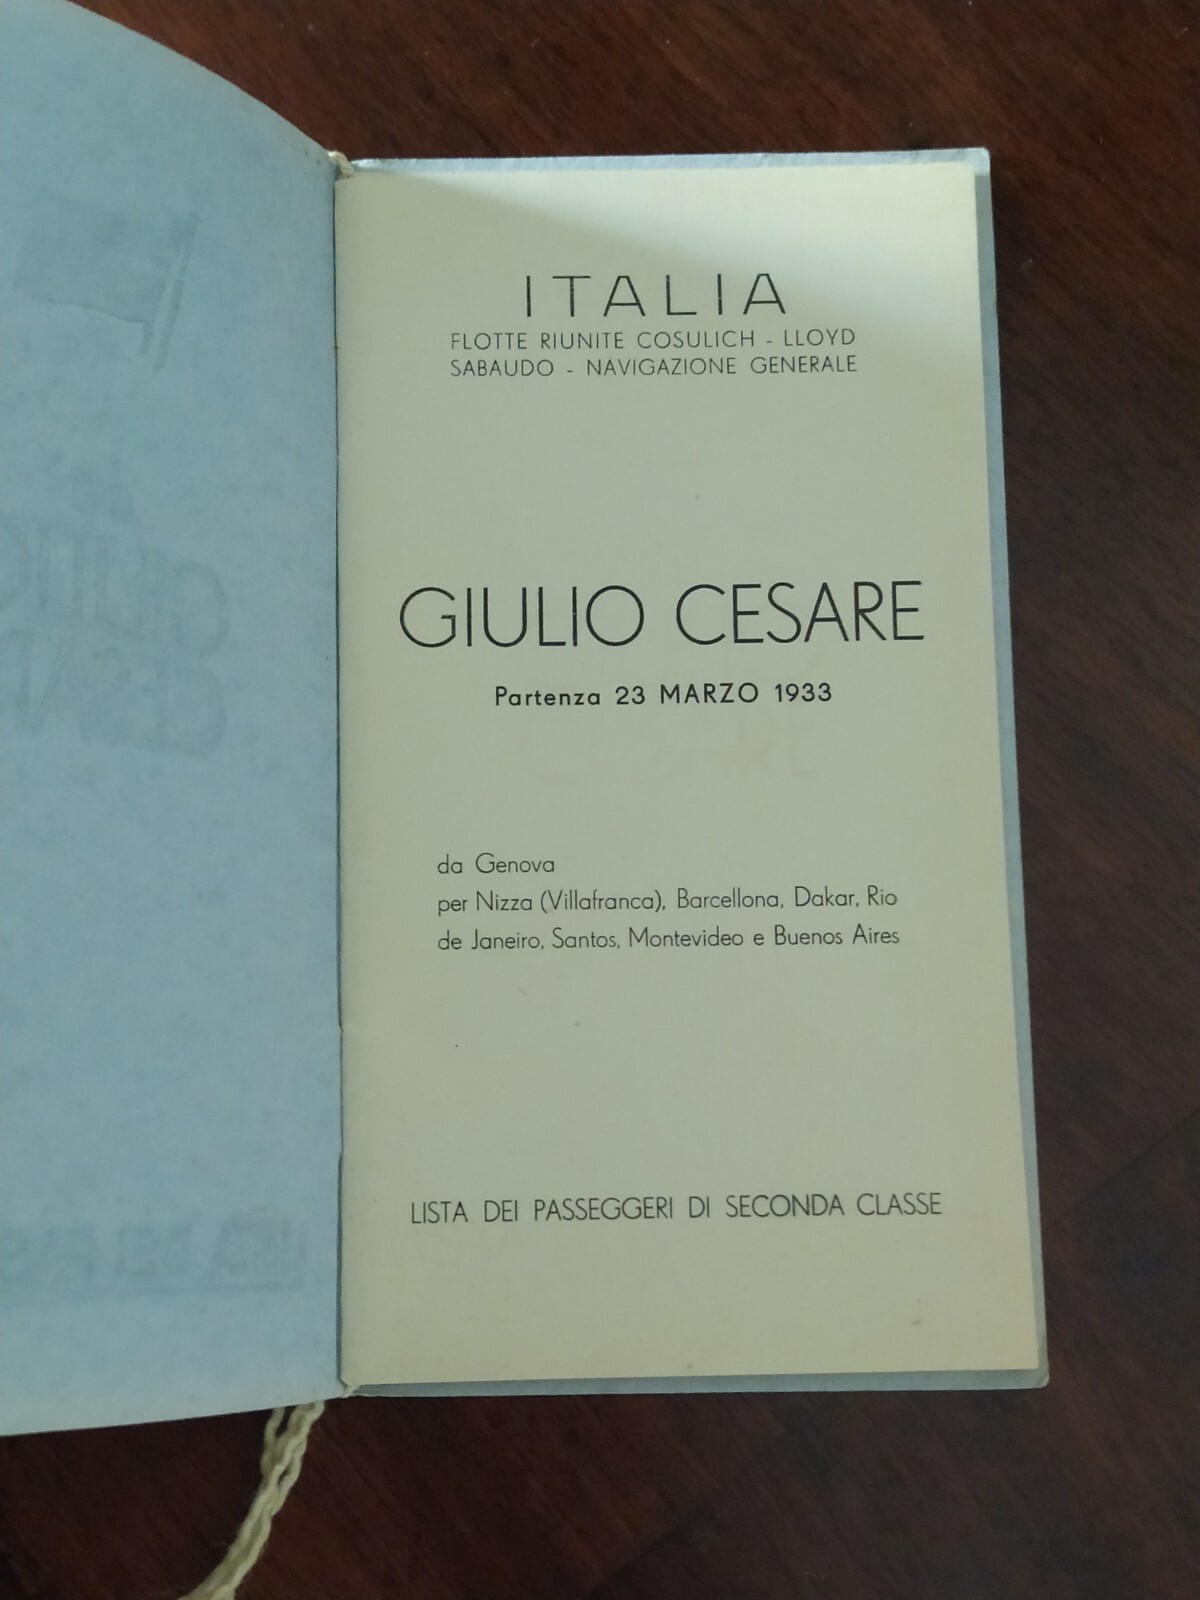 ITALIA
FLOTTE RIUNITE COSULICH - LLOYD
SABAUDO - NAVIGAZIONE GENERALE
GIULIO CESARE
Partenza 23 MARZO 1933
da Genova
per Nizza (Villafranca), Barcellona, Dakar, Rio
de Janeiro, Santos, Montevideo e Buenos Aires
LISTA DEI PASSEGGERI DI SECONDA CLASSE